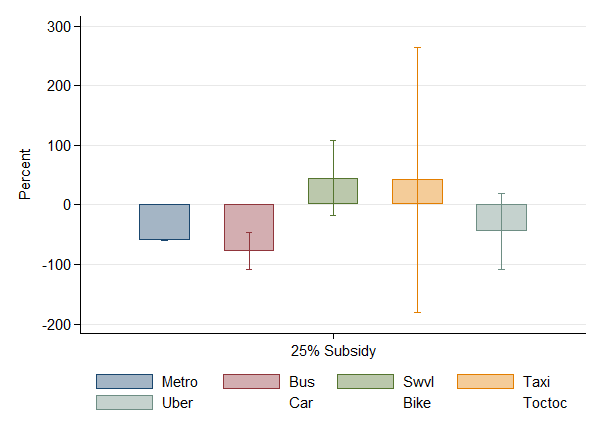 300
200
100
0
-100
-200
Percent
25% Subsidy
Metro Bus Swvl Taxi
Uber Car Bike Toctoc